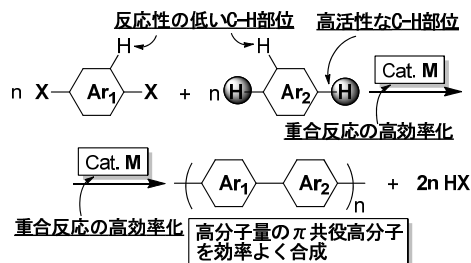 反応性の低いC-H部位
高活性なC-H部位
H
H
n X Ar1 X + n H Ar2 H
Cat. M
重合反応の高効率化
Cat. M
重合反応の高効率化
Ar1 Ar2 n + 2n HX
高分子量のπ共役高分子
を効率よく合成